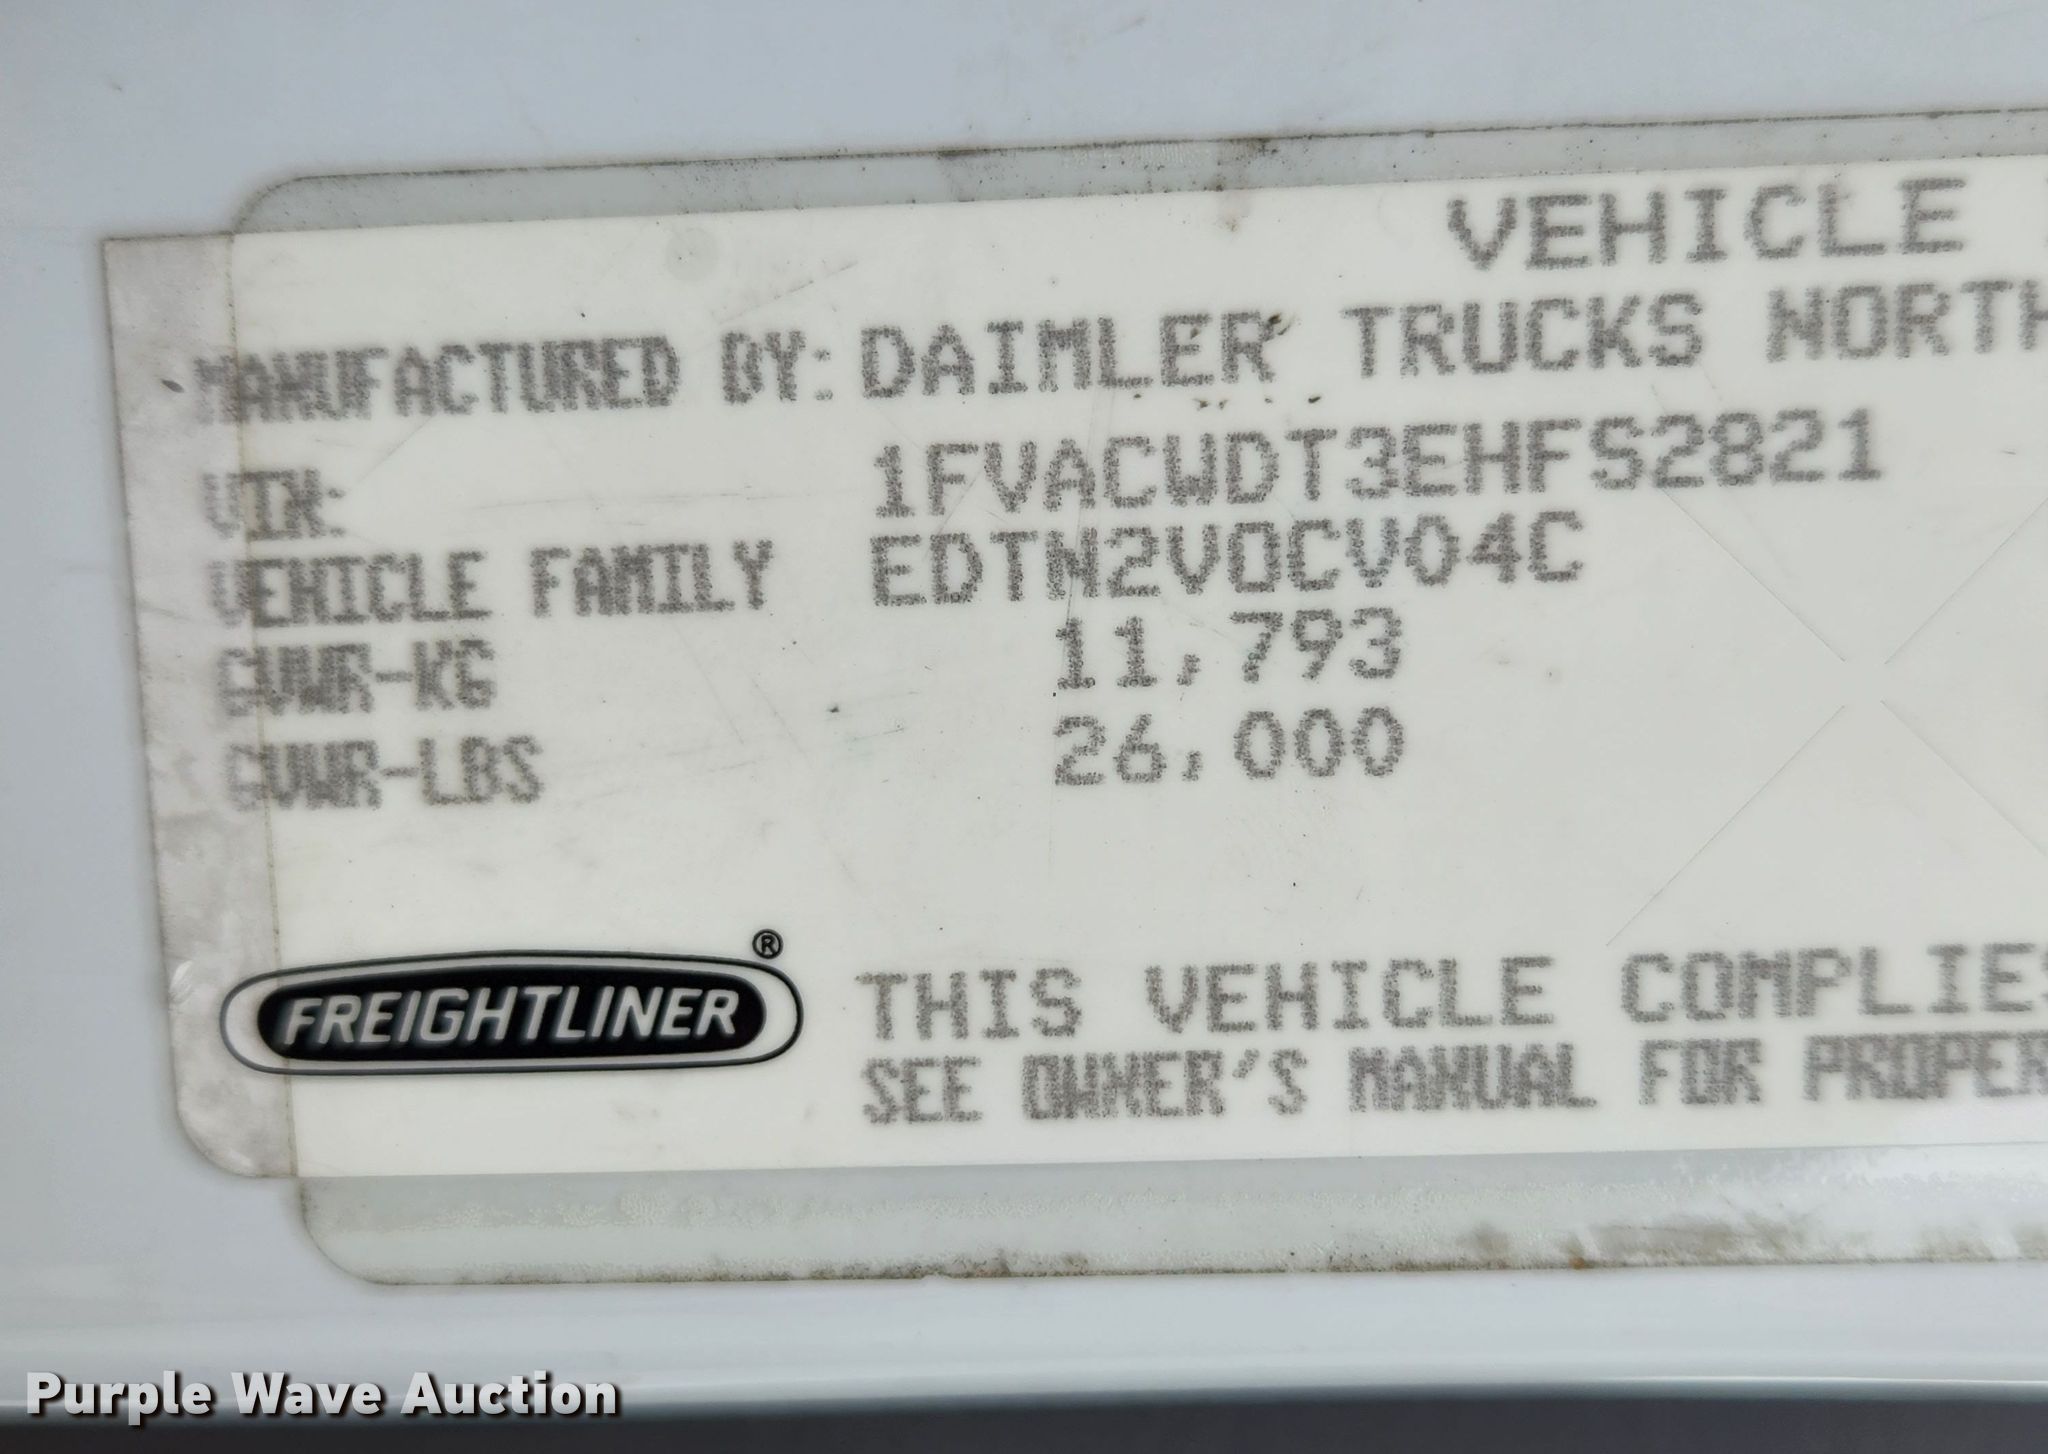 VEHICLE
MANUFACTURED BY: DAIMLER TRUCKS NORTH
VIN: 1FVACWDT3EHFS2821
VEHICLE FAMILY EDTN2VOCV04C
GVWR-KG 11,793
GVWR-LBS 26,000
FREIGHTLINER®
THIS VEHICLE COMPLIES
SEE OWNER'S MANUAL FOR PROPER
Purple Wave Auction